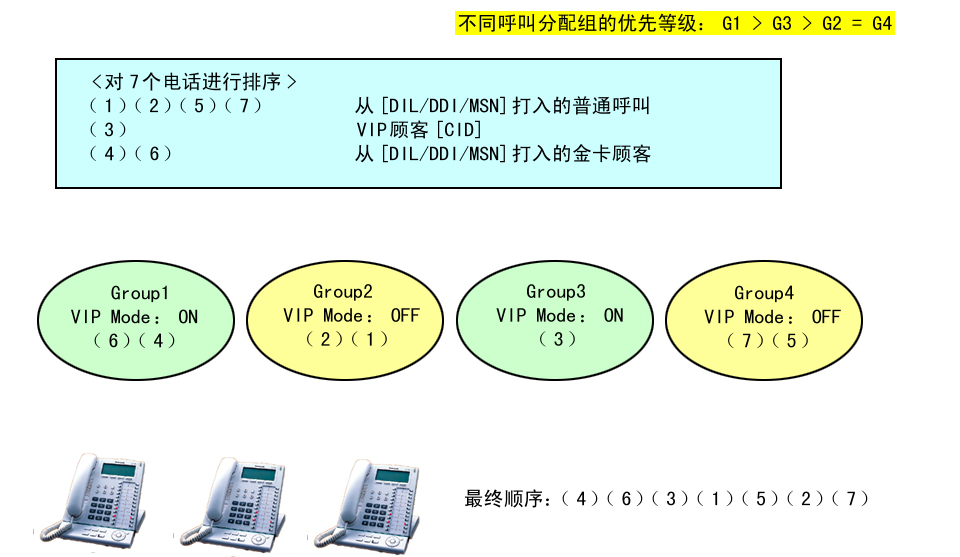 不同呼叫分配组的优先等级： G1 > G3 > G2 = G4
<对 7个电话进行排序>
(1)(2)(5)(7) 从 [DIL/DDI/MSN] 打入的普通呼叫
(3) VIP顾客 [CID]
(4)(6) 从 [DIL/DDI/MSN] 打入的金卡顾客
Group1
VIP Mode： ON
(6)(4)
Group2
VIP Mode： OFF
(2)(1)
Group3
VIP Mode： ON
(3)
Group4
VIP Mode： OFF
(7)(5)
最终顺序：(4)(6)(3)(1)(5)(2)(7)